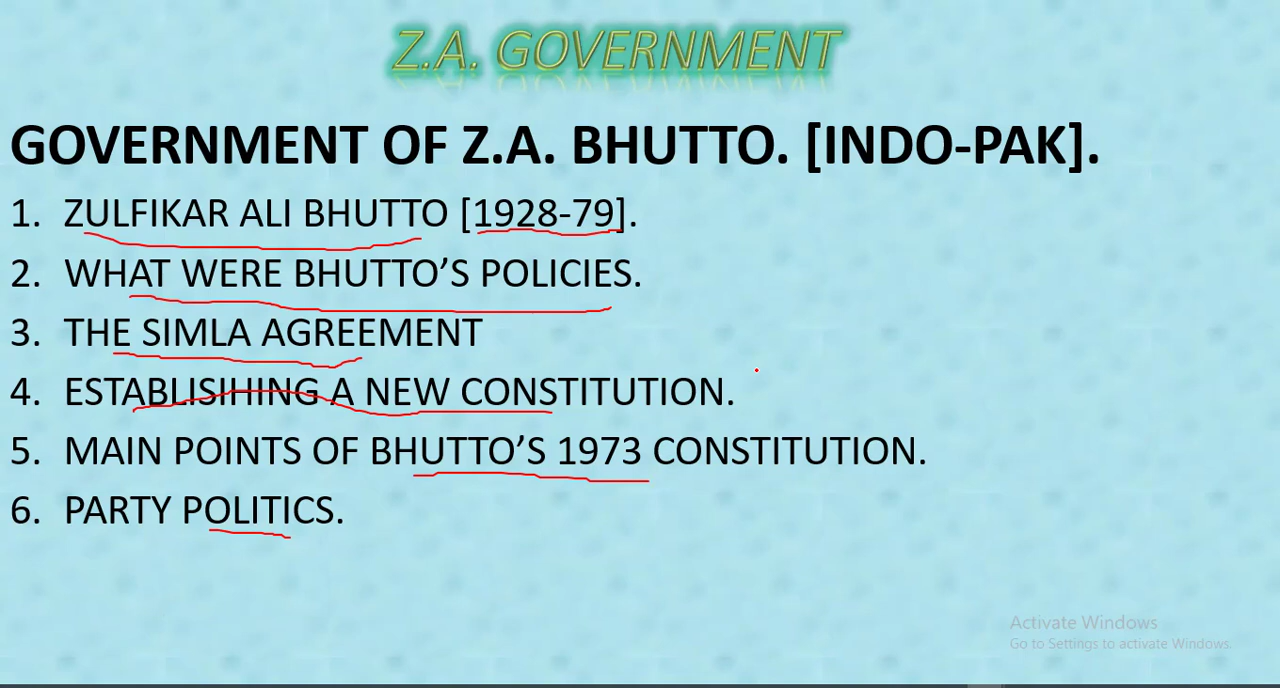 Z.A. GOVERNMENT
GOVERNMENT OF Z.A. BHUTTO. [INDO-PAK].
1. ZULFIKAR ALI BHUTTO [1928-79].
2. WHAT WERE BHUTTO’S POLICIES.
3. THE SIMLA AGREEMENT
4. ESTABLISIHING A NEW CONSTITUTION.
5. MAIN POINTS OF BHUTTO’S 1973 CONSTITUTION.
6. PARTY POLITICS.
Activate Windows
Go to Settings to activate Windows.